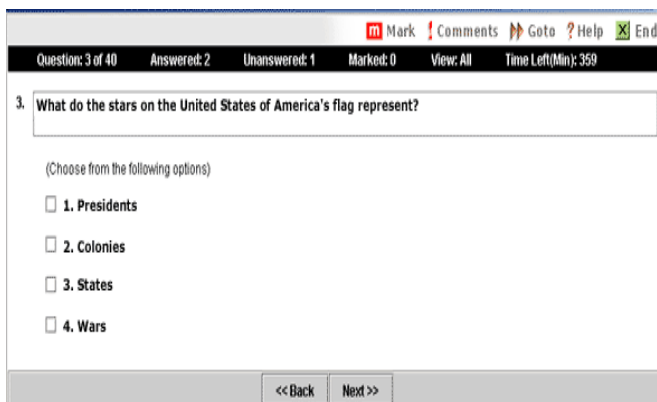 m Mark ! Comments Goto ? Help X End
Question: 3 of 40 Answered: 2 Unanswered: 1 Marked: 0 View: All Time Left(Min): 359
3. What do the stars on the United States of America's flag represent?
(Choose from the following options)
1. Presidents
2. Colonies
3. States
4. Wars
<< Back Next >>